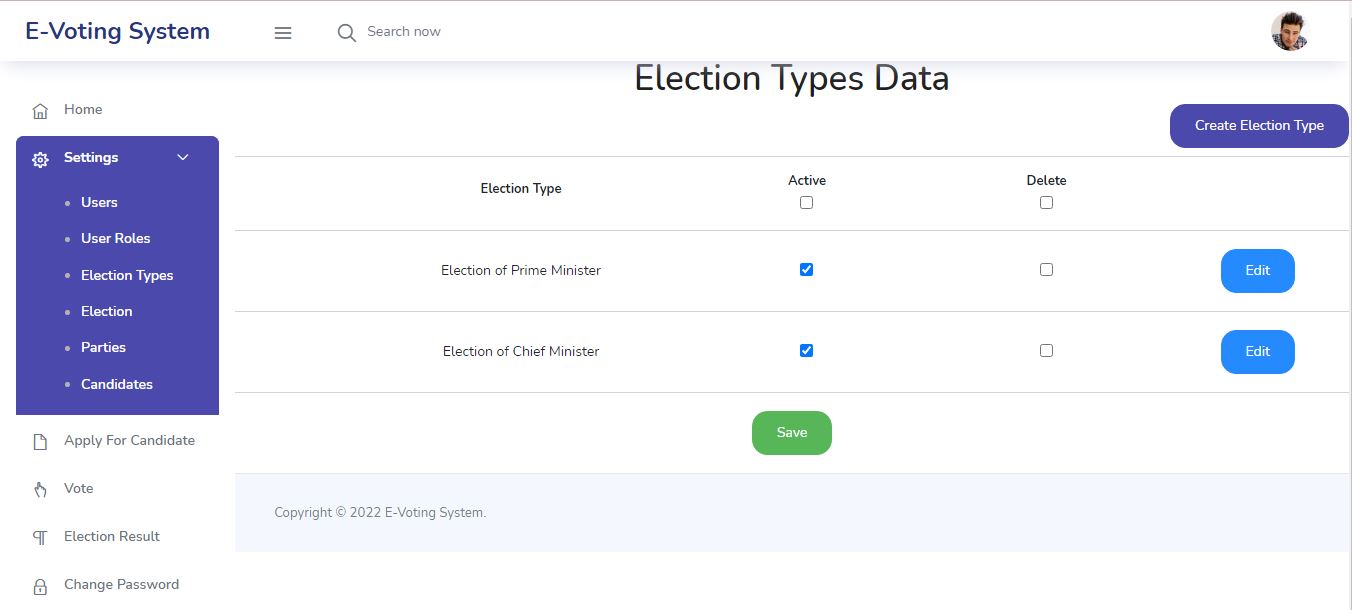 E-Voting System
Search now
Election Types Data
Home
Create Election Type
Settings
Users
User Roles
Election Types
Election
Parties
Candidates
Apply For Candidate
Vote
Election Result
Change Password
Election Type Active Delete
Election of Prime Minister Edit
Election of Chief Minister Edit
Save
Copyright © 2022 E-Voting System.